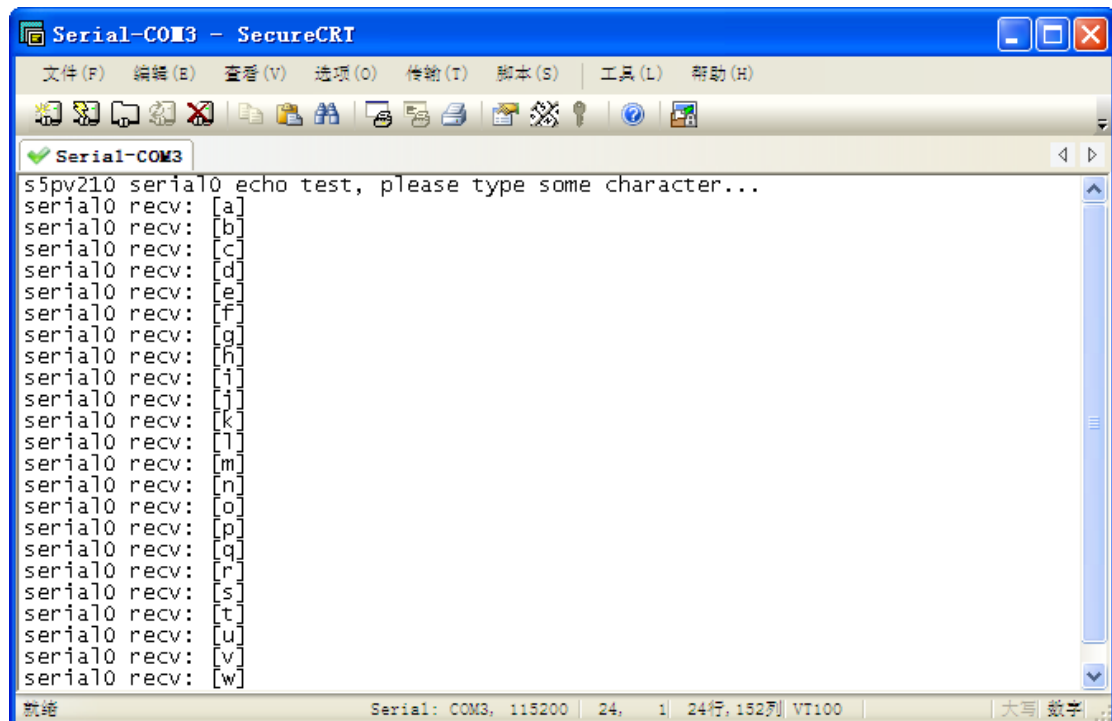 Serial-COM3 - SecureCRT
文件(F) 编辑(E) 查看(V) 选项(O) 传输(T) 脚本(S) 工具(L) 帮助(H)
Serial-COM3
s5pv210 serial0 echo test, please type some character...
serial0 recv: [a]
serial0 recv: [b]
serial0 recv: [c]
serial0 recv: [d]
serial0 recv: [e]
serial0 recv: [f]
serial0 recv: [g]
serial0 recv: [h]
serial0 recv: [i]
serial0 recv: [j]
serial0 recv: [k]
serial0 recv: [l]
serial0 recv: [m]
serial0 recv: [n]
serial0 recv: [o]
serial0 recv: [p]
serial0 recv: [q]
serial0 recv: [r]
serial0 recv: [s]
serial0 recv: [t]
serial0 recv: [u]
serial0 recv: [v]
serial0 recv: [w]
就绪 Serial: COM3, 115200 24, 1 24行,152列 VT100 大写 数字